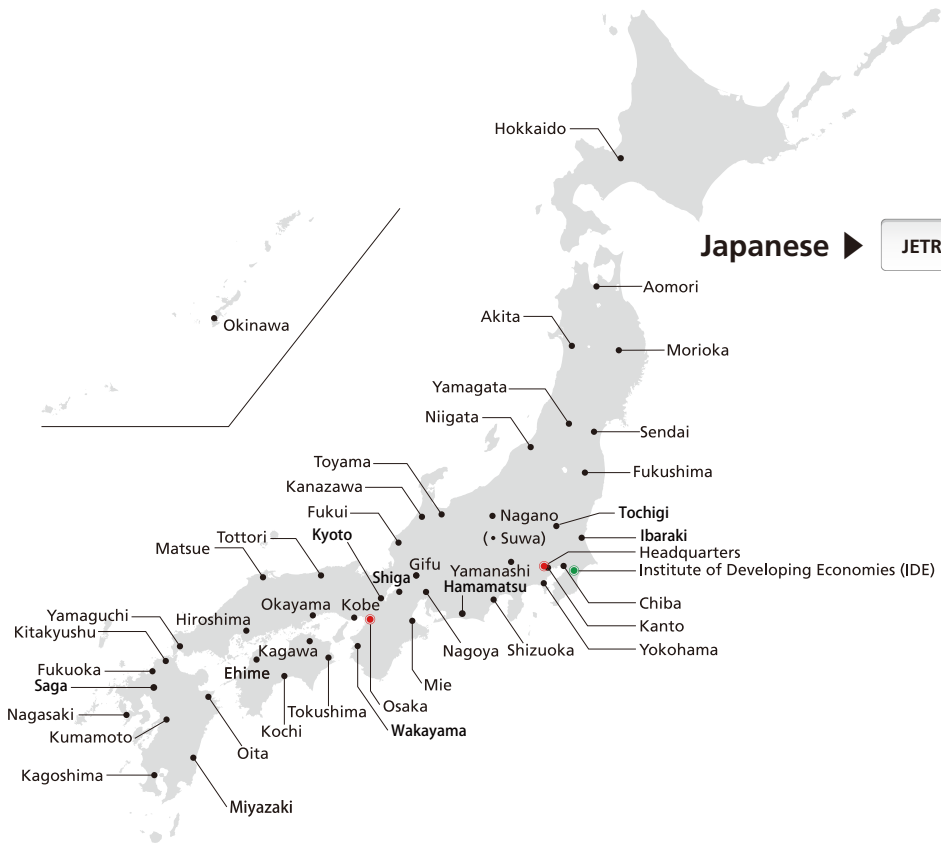 Hokkaido
Japanese ▶ JETR
Aomori
Okinawa
Akita
Morioka
Yamagata
Niigata
Sendai
Toyama
Fukushima
Kanazawa
Fukui
Nagano
Tochigi
Kyoto
(• Suwa)
Ibaraki
Tottori
Headquarters
Matsue
Gifu
Yamanashi
Institute of Developing Economies (IDE)
Shiga
Hamamatsu
Chiba
Okayama
Kobe
Yamaguchi
Hiroshima
Kanto
Kitakyushu
Kagawa
Nagoya
Shizuoka
Yokohama
Fukuoka
Ehime
Saga
Mie
Osaka
Tokushima
Nagasaki
Kochi
Wakayama
Kumamoto
Oita
Kagoshima
Miyazaki